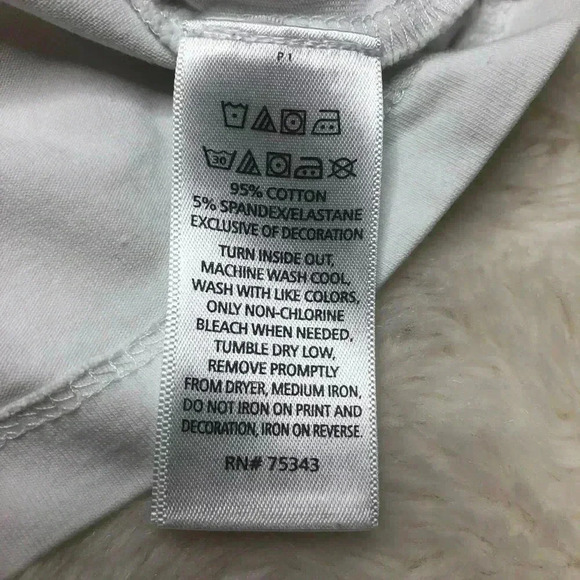 P1
30
95% COTTON
5% SPANDEX/ELASTANE
EXCLUSIVE OF DECORATION
TURN INSIDE OUT,
MACHINE WASH COOL,
WASH WITH LIKE COLORS,
ONLY NON-CHLORINE
BLEACH WHEN NEEDED,
TUMBLE DRY LOW,
REMOVE PROMPTLY
FROM DRYER, MEDIUM IRON,
DO NOT IRON ON PRINT AND
DECORATION, IRON ON REVERSE.
RN# 75343